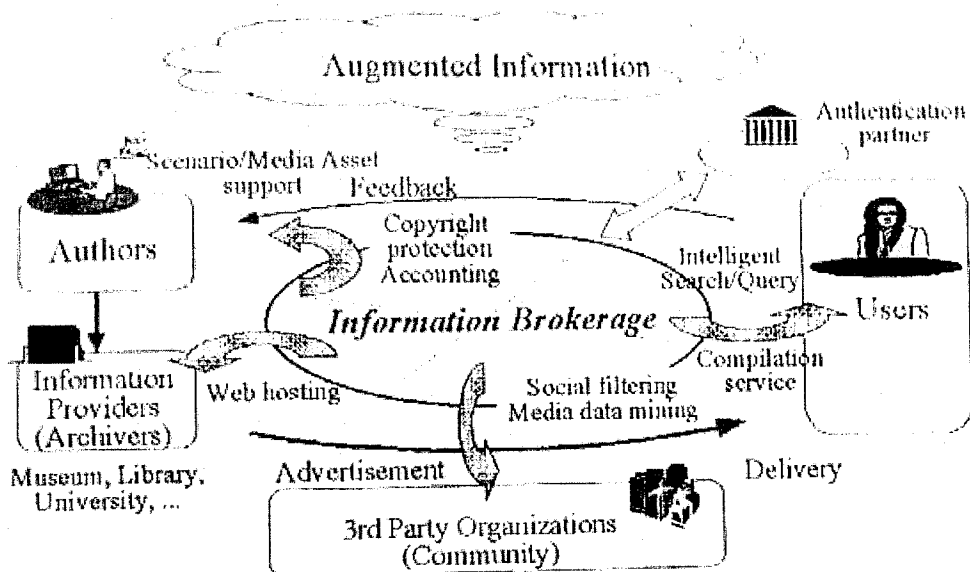 Augmented Information
Authentication
partner
Scenario/Media Asset
support
Feedback
Authors
Copyright
protection
Accounting
Intelligent
Search/Query
Users
Information Brokerage
Information
Providers
(Archivers)
Web hosting
Compilation
service
Social filtering
Media data mining
Museum, Library,
University, ...
Advertisement
Delivery
3rd Party Organizations
(Community)